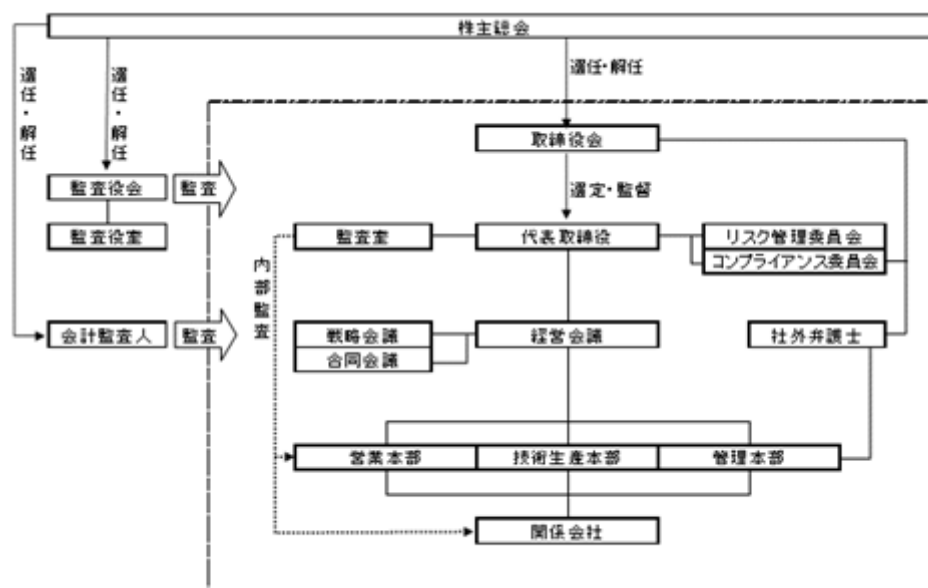 株主総会
選任・解任
選任・解任
選任・解任
取締役会
監査役会
監査
選定・監督
監査役室
監査室
代表取締役
リスク管理委員会
コンプライアンス委員会
内部監査
会計監査人
監査
戦略会議
経営会議
社外弁護士
合同会議
営業本部
技術生産本部
管理本部
関係会社